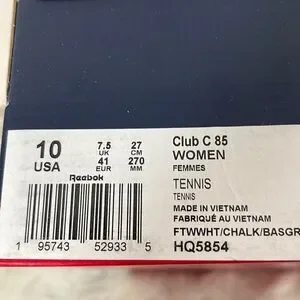 10 7.5 27
USA UK CM
41 270
EUR MM
Reebok
1 95743 52933 5
Club C 85
WOMEN
FEMMES
TENNIS
TENNIS
MADE IN VIETNAM
FABRIQUÉ AU VIETNAM
FTWWHT/CHALK/BASGR
HQ5854